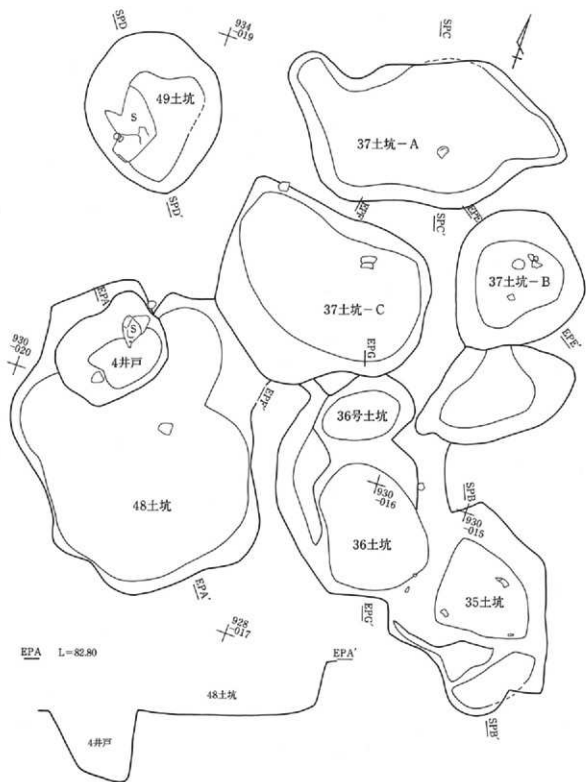 SPD
934
-019
SPC
49土坑
S
37土坑-A
SPD'
EPF
SPC'
EPE
37土坑-B
EPA
37土坑-C
S
EPE'
930
-020
4井戸
EPG
EPF'
36号土坑
930
-016
SPB
930
-015
48土坑
36土坑
35土坑
EPA'
EPG'
928
-017
EPA L=82.80 EPA'
48土坑
SPB'
4井戸